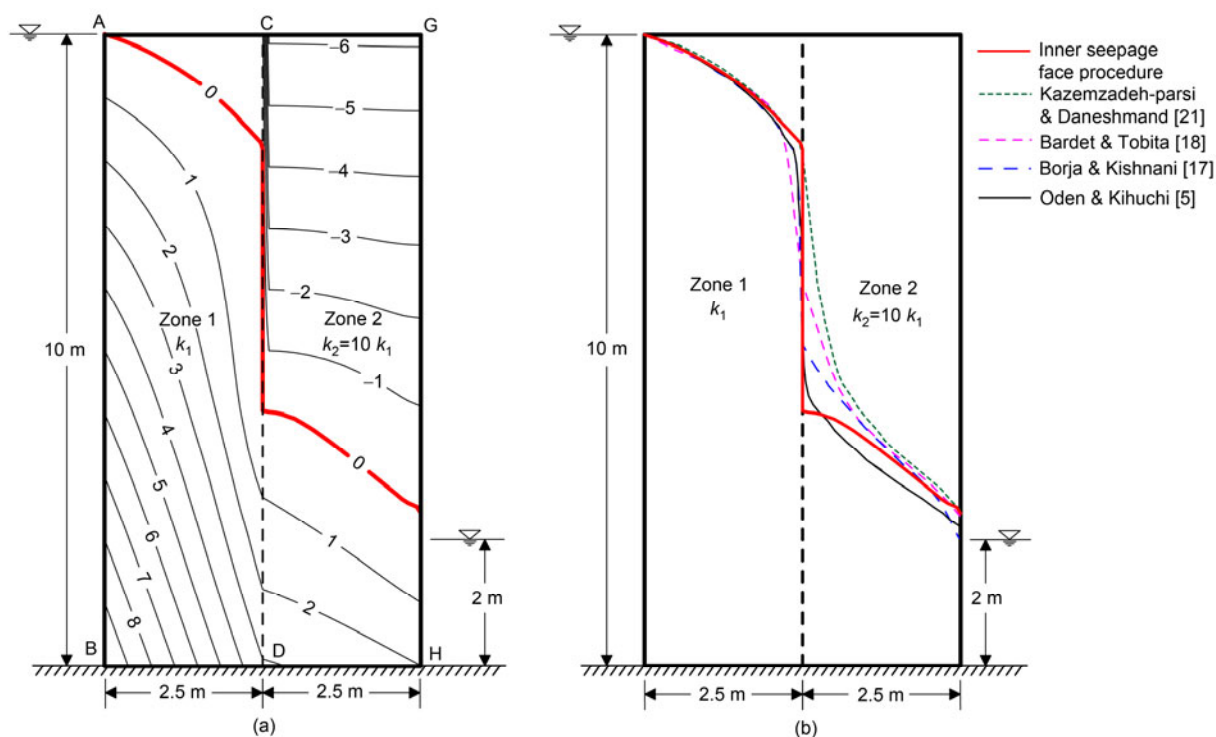 A
C
G
−6
0
−5
1
−4
2
−3
−2
Zone 1
k1
Zone 2
k2=10 k1
3
10 m
−1
4
0
5
6
1
7
2
2 m
8
B
D
H
2.5 m
2.5 m
(a)
Inner seepage
face procedure
Kazemzadeh-parsi
& Daneshmand [21]
Bardet & Tobita [18]
Borja & Kishnani [17]
Oden & Kihuchi [5]
Zone 1
k1
Zone 2
k2=10 k1
10 m
2 m
2.5 m
2.5 m
(b)